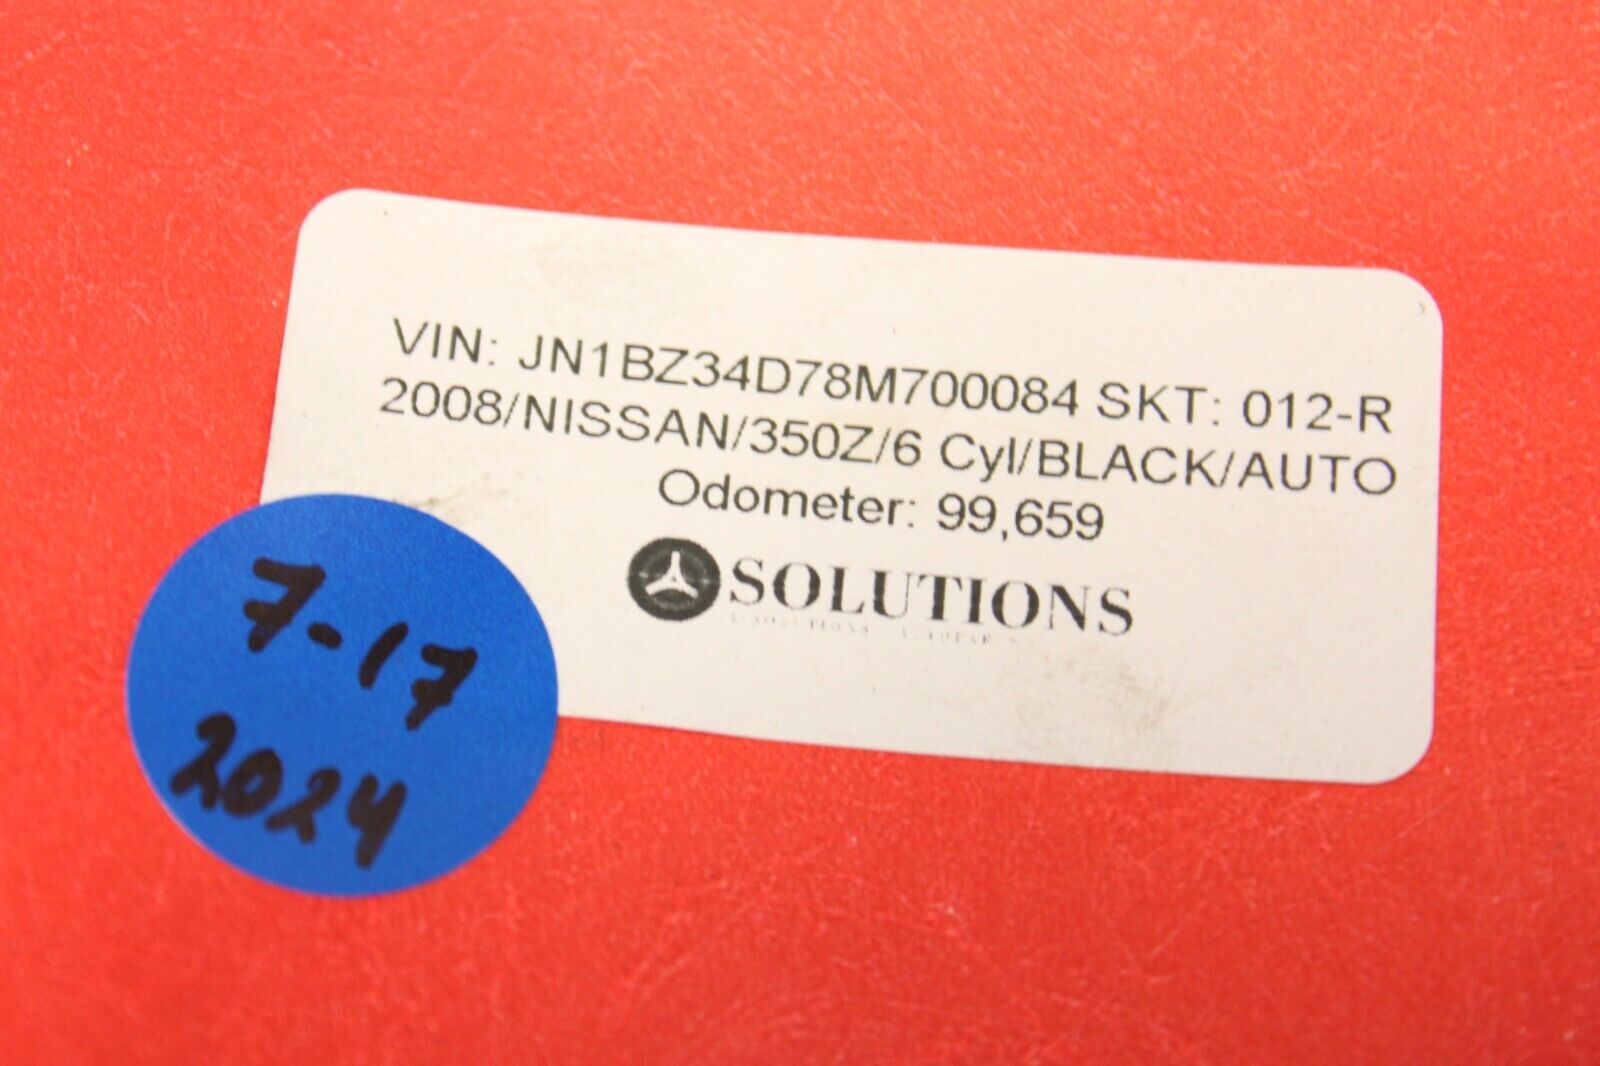 VIN: JN1BZ34D78M700084 SKT: 012-R
2008/NISSAN/350Z/6 Cyl/BLACK/AUTO
Odometer: 99,659
SOLUTIONS
7-17
2024